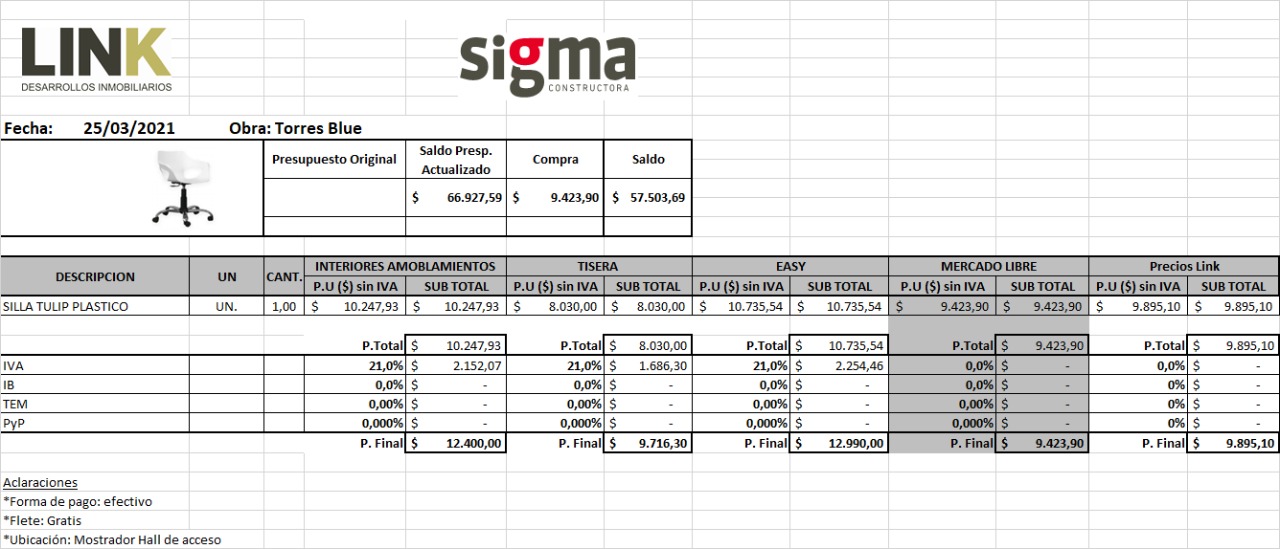 LINK
DESARROLLOS INMOBILIARIOS
sigma
CONSTRUCTORA
Fecha: 25/03/2021 Obra: Torres Blue
Presupuesto Original Saldo Presp. Actualizado Compra Saldo
$ 66.927,59 $ 9.423,90 $ 57.503,69
DESCRIPCION UN CANT. INTERIORES AMOBLAMIENTOS TISERA EASY MERCADO LIBRE Precios Link
P.U ($) sin IVA SUB TOTAL P.U ($) sin IVA SUB TOTAL P.U ($) sin IVA SUB TOTAL P.U ($) sin IVA SUB TOTAL P.U ($) sin IVA SUB TOTAL
SILLA TULIP PLASTICO UN. 1,00 $ 10.247,93 $ 10.247,93 $ 8.030,00 $ 8.030,00 $ 10.735,54 $ 10.735,54 $ 9.423,90 $ 9.423,90 $ 9.895,10 $ 9.895,10
P.Total $ 10.247,93 P.Total $ 8.030,00 P.Total $ 10.735,54 P.Total $ 9.423,90 P.Total $ 9.895,10
IVA 21,0% $ 2.152,07 21,0% $ 1.686,30 21,0% $ 2.254,46 0,0% $ - 0,0% $ -
IB 0,0% $ - 0,0% $ - 0,0% $ - 0,0% $ - 0% $ -
TEM 0,00% $ - 0,00% $ - 0,00% $ - 0,00% $ - 0% $ -
PyP 0,000% $ - 0,000% $ - 0,000% $ - 0,000% $ - 0% $ -
P. Final $ 12.400,00 P. Final $ 9.716,30 P. Final $ 12.990,00 P. Final $ 9.423,90 P. Final $ 9.895,10
Aclaraciones
*Forma de pago: efectivo
*Flete: Gratis
*Ubicación: Mostrador Hall de acceso